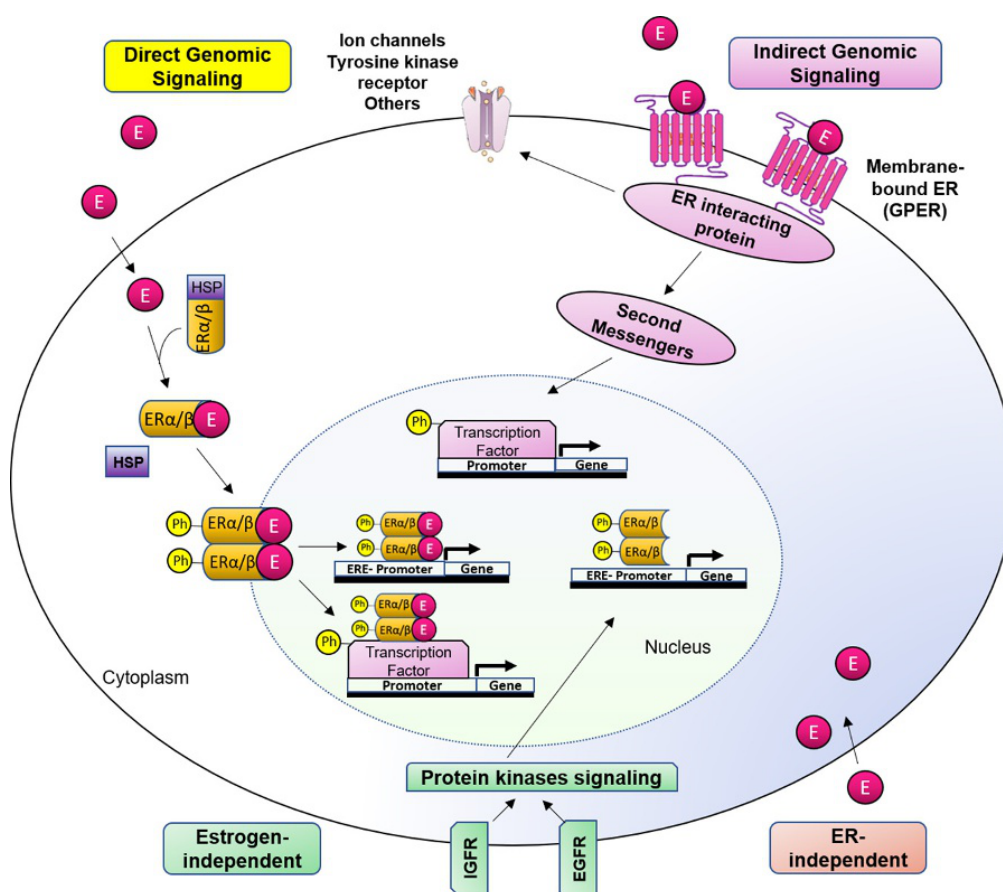 Direct Genomic
Signaling
Ion channels
Tyrosine kinase
receptor
Others
E
Indirect Genomic
Signaling
E
E
E
Membrane-
bound ER
(GPER)
E
ER interacting
protein
E
HSP
ERα/β
Second
Messengers
ERα/β
E
HSP
Ph
Transcription
Factor
Promoter
Gene
Ph
ERα/β
E
Ph
ERα/β
E
Ph
ERα/β
E
Ph
ERα/β
E
ERE- Promoter
Gene
Ph
ERα/β
Ph
ERα/β
ERE- Promoter
Gene
Ph
ERα/β
E
Ph
ERα/β
E
Ph
Transcription
Factor
Promoter
Gene
Nucleus
Cytoplasm
E
E
E
Protein kinases signaling
IGFR
EGFR
Estrogen-
independent
ER-
independent